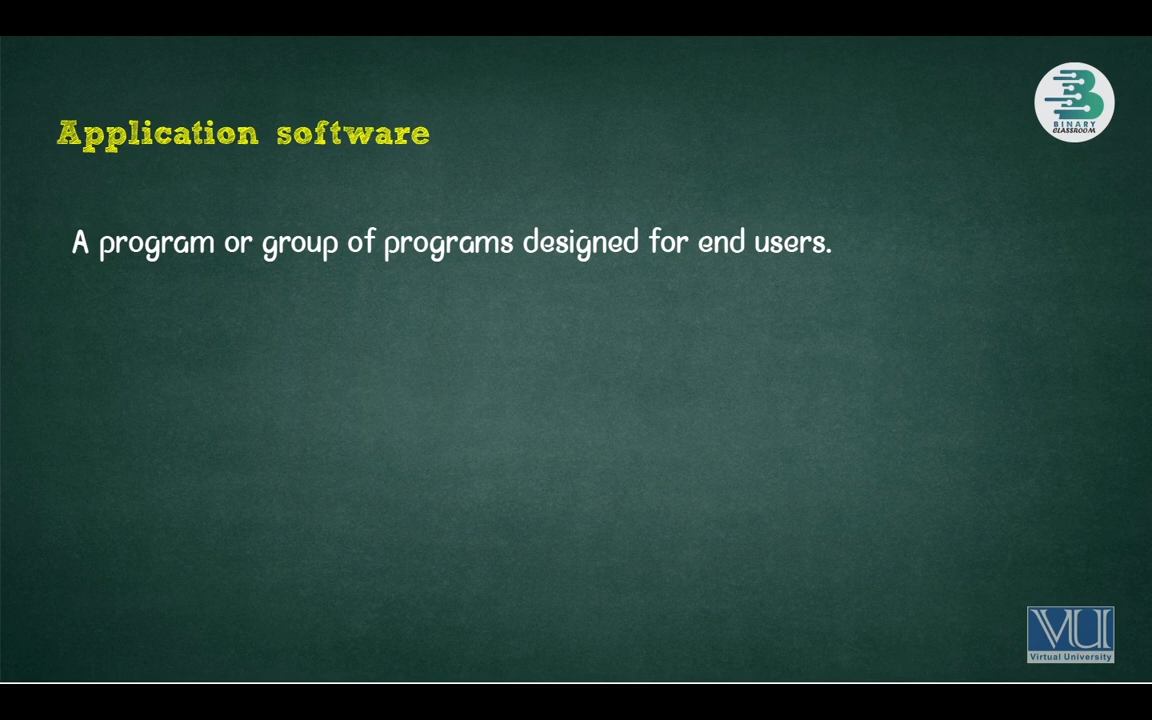 Application software
BINARY
CLASSROOM
A program or group of programs designed for end users.
VU
Virtual University